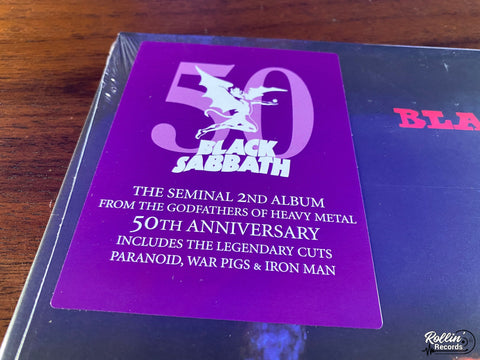 50
BLACK
SABBATH
THE SEMINAL 2ND ALBUM
FROM THE GODFATHERS OF HEAVY METAL
50TH ANNIVERSARY
INCLUDES THE LEGENDARY CUTS
PARANOID, WAR PIGS & IRON MAN
BLA
Rollin
Records